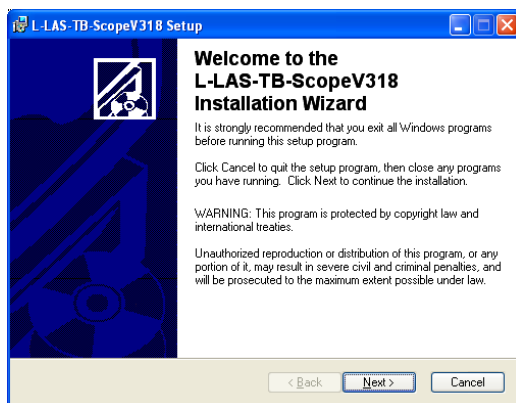 L-LAS-TB-ScopeV318 Setup
Welcome to the
L-LAS-TB-ScopeV318
Installation Wizard
It is strongly recommended that you exit all Windows programs
before running this setup program.
Click Cancel to quit the setup program, then close any programs
you have running. Click Next to continue the installation.
WARNING: This program is protected by copyright law and
international treaties.
Unauthorized reproduction or distribution of this program, or any
portion of it, may result in severe civil and criminal penalties, and
will be prosecuted to the maximum extent possible under law.
< Back Next > Cancel